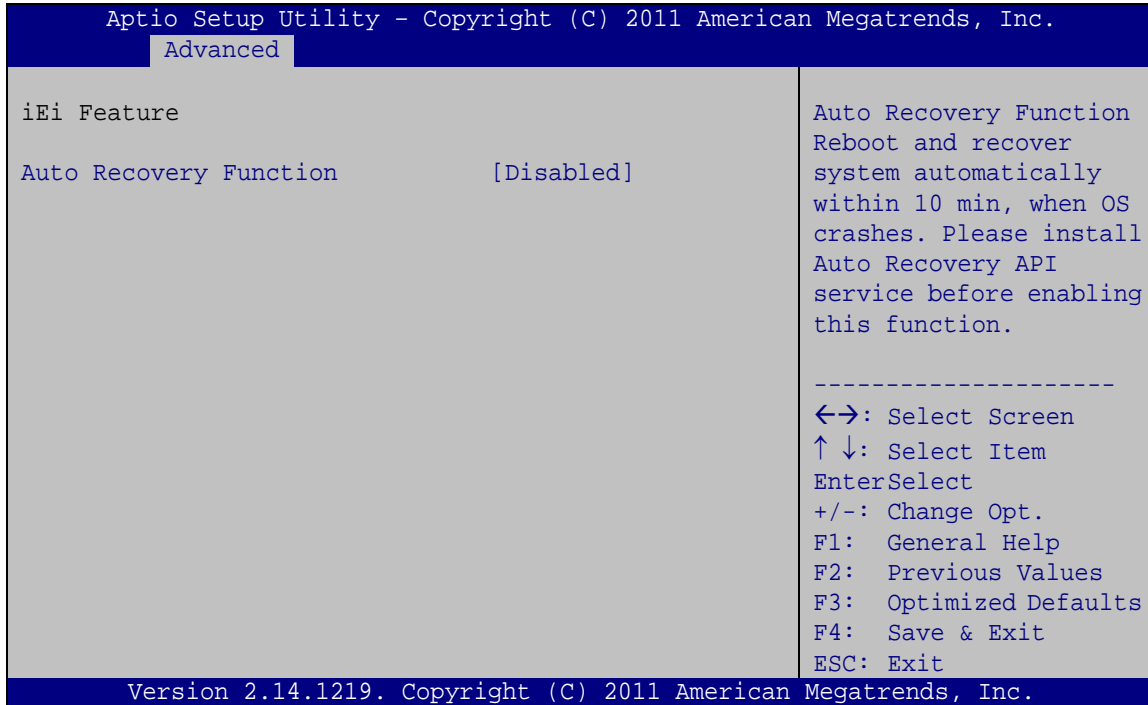 Aptio Setup Utility – Copyright (C) 2011 American Megatrends, Inc.
Advanced
iEi Feature
Auto Recovery Function [Disabled]
Auto Recovery Function
Reboot and recover
system automatically
within 10 min, when OS
crashes. Please install
Auto Recovery API
service before enabling
this function.
---------------------
←→: Select Screen
↑ ↓: Select Item
EnterSelect
+/-: Change Opt.
F1: General Help
F2: Previous Values
F3: Optimized Defaults
F4: Save & Exit
ESC: Exit
Version 2.14.1219. Copyright (C) 2011 American Megatrends, Inc.